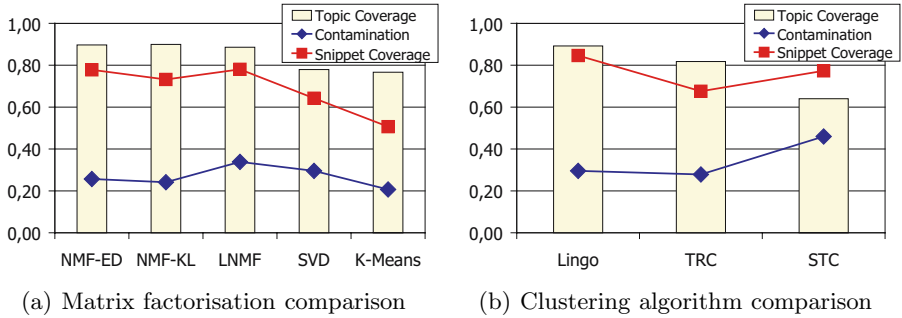 1,00
0,80
0,60
0,40
0,20
0,00
Topic Coverage
Contamination
Snippet Coverage
NMF-ED NMF-KL LNMF SVD K-Means
(a) Matrix factorisation comparison
1,00
0,80
0,60
0,40
0,20
0,00
Topic Coverage
Contamination
Snippet Coverage
Lingo TRC STC
(b) Clustering algorithm comparison